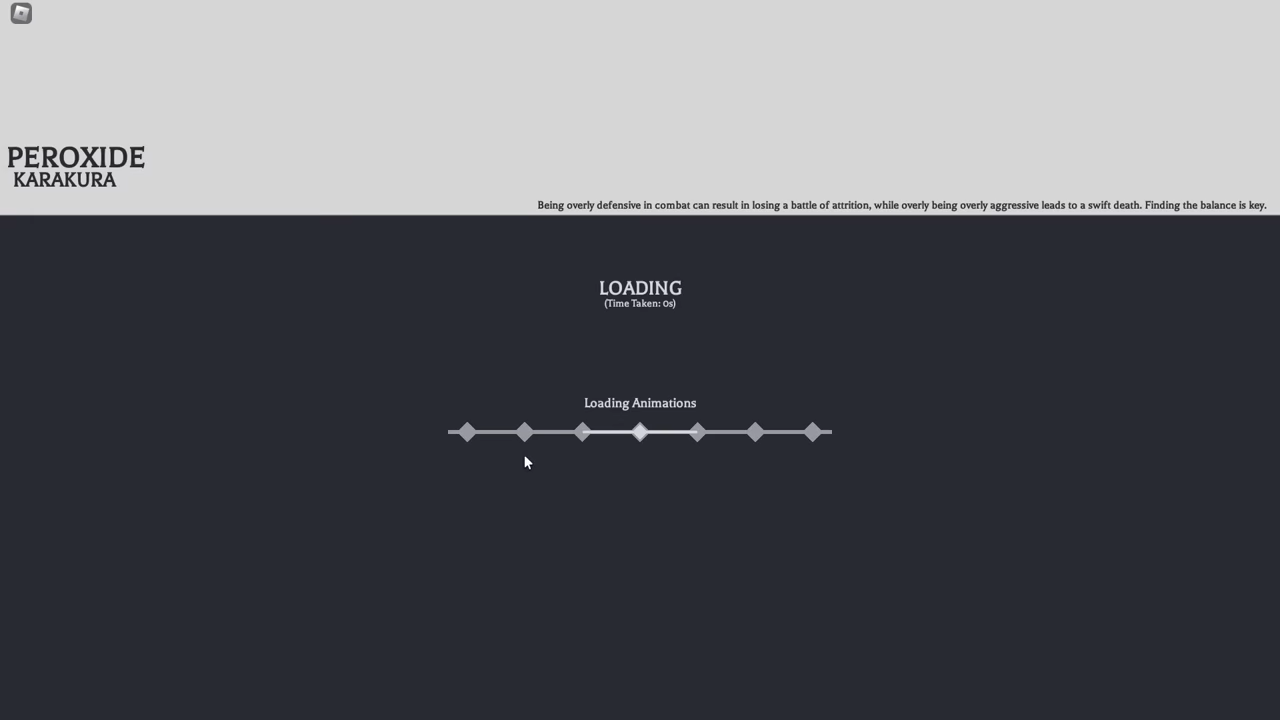 PEROXIDE
KARAKURA
Being overly defensive in combat can result in losing a battle of attrition, while overly being overly aggressive leads to a swift death. Finding the balance is key.
LOADING
(Time Taken: 0s)
Loading Animations